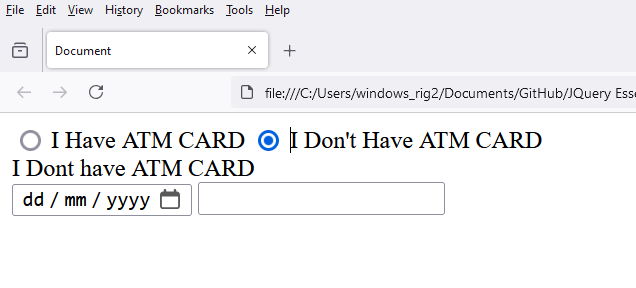 File Edit View History Bookmarks Tools Help
Document
file:///C:/Users/windows_rig2/Documents/GitHub/JQuery Esse
I Have ATM CARD I Don't Have ATM CARD
I Dont have ATM CARD
dd / mm / yyyy